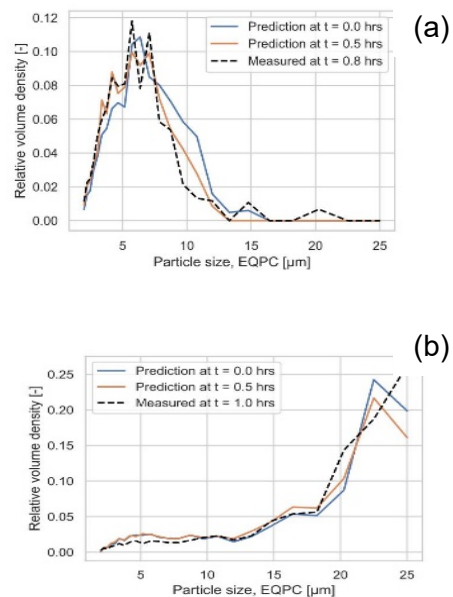 (a)
Prediction at t = 0.0 hrs
Prediction at t = 0.5 hrs
Measured at t = 0.8 hrs
Relative volume density [-]
0.12
0.10
0.08
0.06
0.04
0.02
0.00
5 10 15 20 25
Particle size, EQPC [µm]
(b)
Prediction at t = 0.0 hrs
Prediction at t = 0.5 hrs
Measured at t = 1.0 hrs
Relative volume density [-]
0.25
0.20
0.15
0.10
0.05
0.00
5 10 15 20 25
Particle size, EQPC [µm]